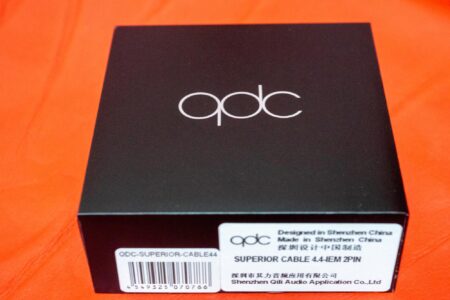 qdc
QDC-SUPERIOR-CABLE44
4549325070788
qdc
Designed in Shenzhen China
Made in Shenzhen China
深圳设计中国制造
SUPERIOR CABLE 4.4-IEM 2PIN
深圳市其力音频应用有限公司
Shenzhen Qili Audio Application Co.,Ltd